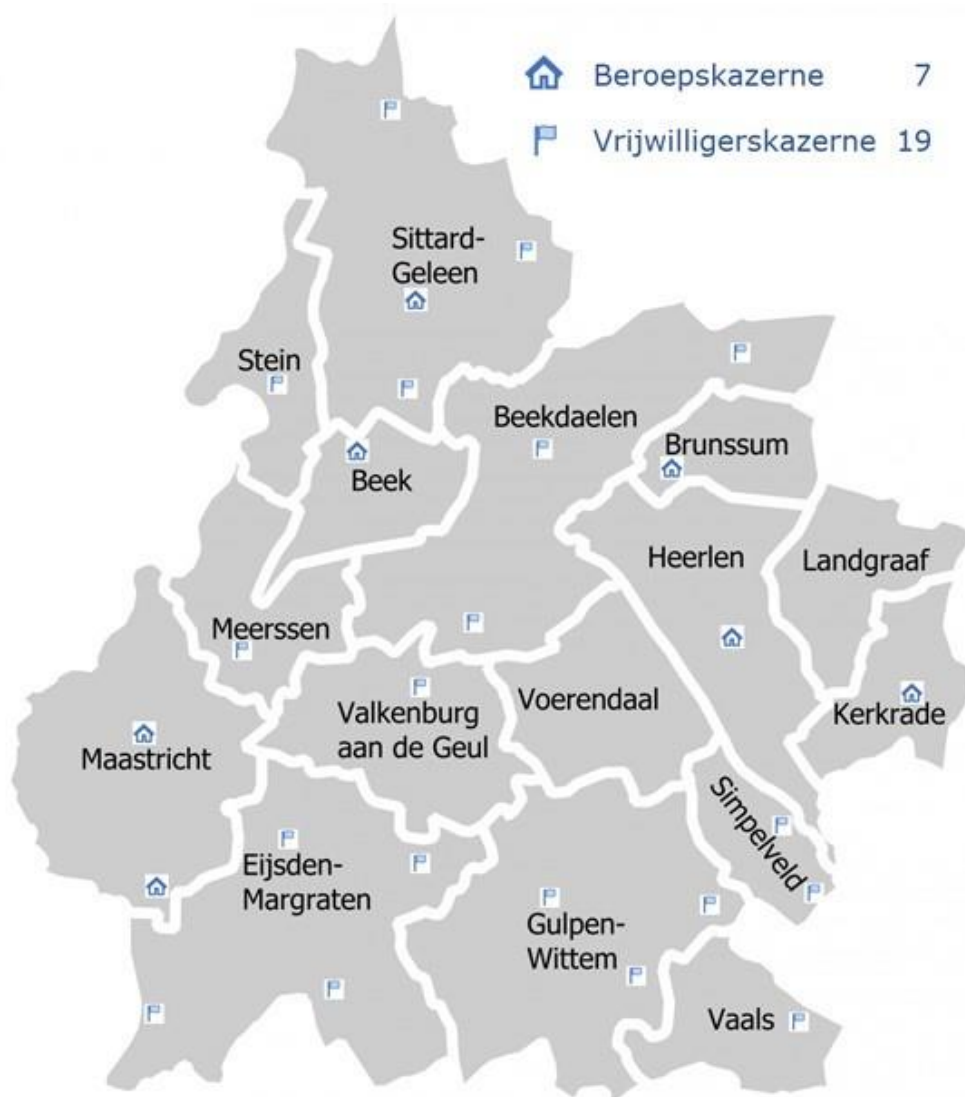 Beroepskazerne 7
Vrijwilligerskazerne 19
Sittard-
Geleen
Stein
Beekdaelen
Brunssum
Beek
Heerlen
Landgraaf
Meerssen
Valkenburg
aan de Geul
Voerendaal
Kerkrade
Maastricht
Simpelveld
Eijsden-
Margraten
Gulpen-
Wittem
Vaals